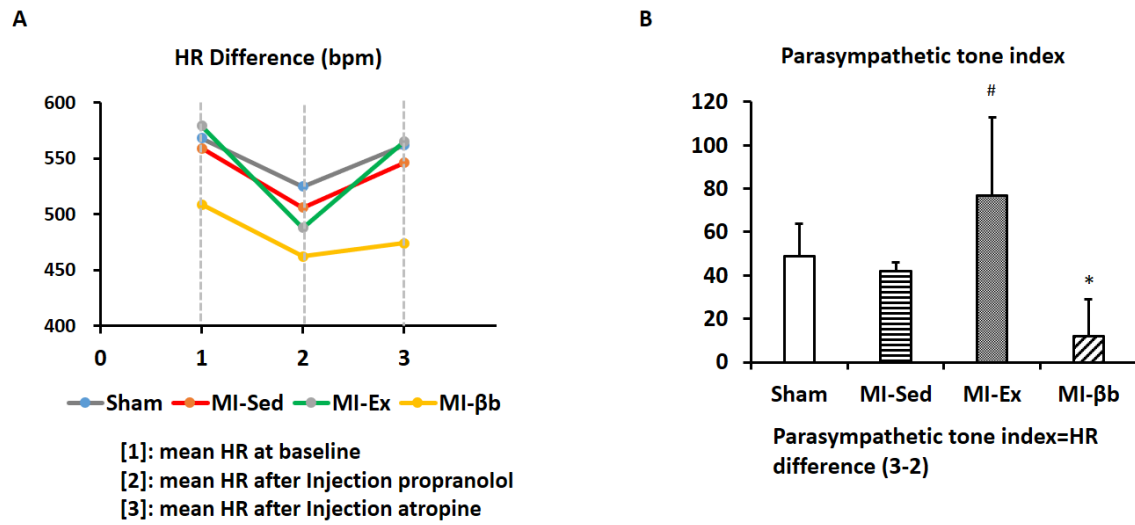 A
HR Difference (bpm)
600
550
500
450
400
0
1
2
3
Sham
MI-Sed
MI-Ex
MI-βb
[1]: mean HR at baseline
[2]: mean HR after Injection propranolol
[3]: mean HR after Injection atropine
B
Parasympathetic tone index
120
100
80
60
40
20
0
#
*
Sham
MI-Sed
MI-Ex
MI-βb
Parasympathetic tone index=HR
difference (3-2)